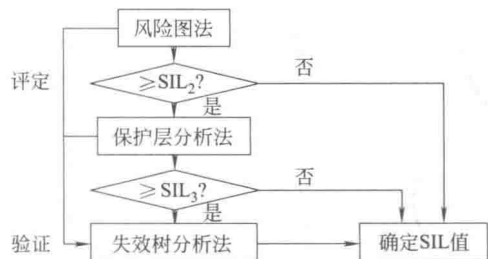 风险图法
评定
≥SIL₂?
否
是
保护层分析法
≥SIL₃?
否
是
验证
失效树分析法
确定SIL值